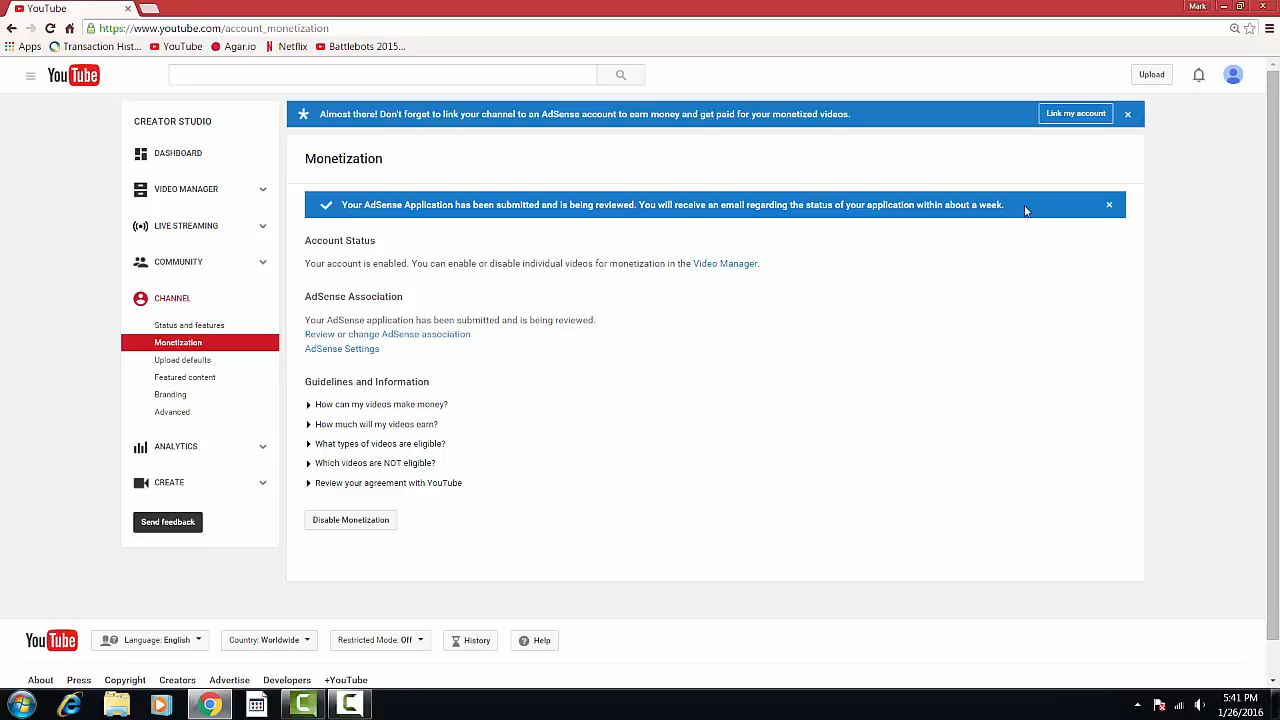 YouTube
Mark
https://www.youtube.com/account_monetization
Apps
Transaction Hist...
YouTube
Agar.io
Netflix
Battlebots 2015...
YouTube
Upload
CREATOR STUDIO
DASHBOARD
VIDEO MANAGER
LIVE STREAMING
COMMUNITY
CHANNEL
Status and features
Monetization
Upload defaults
Featured content
Branding
Advanced
ANALYTICS
CREATE
Send feedback
Almost there! Don't forget to link your channel to an AdSense account to earn money and get paid for your monetized videos.
Link my account
Monetization
Your AdSense Application has been submitted and is being reviewed. You will receive an email regarding the status of your application within about a week.
Account Status
Your account is enabled. You can enable or disable individual videos for monetization in the Video Manager.
AdSense Association
Your AdSense application has been submitted and is being reviewed.
Review or change AdSense association
AdSense Settings
Guidelines and Information
How can my videos make money?
How much will my videos earn?
What types of videos are eligible?
Which videos are NOT eligible?
Review your agreement with YouTube
Disable Monetization
YouTube
Language: English
Country: Worldwide
Restricted Mode: Off
History
Help
About
Press
Copyright
Creators
Advertise
Developers
+YouTube
5:41 PM
1/26/2016